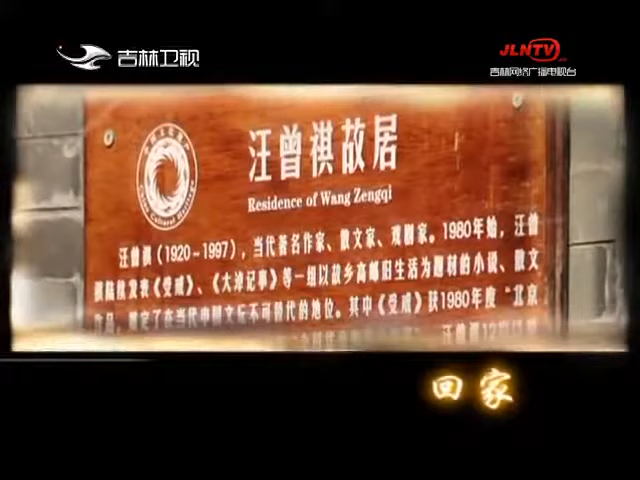 吉林卫视
JLNTV
吉林网络广播电视台
汪曾祺故居
Residence of Wang Zengqi
汪曾祺（1920-1997），当代著名作家、散文家、戏剧家。1980年始，汪曾
祺陆续发表《受戒》、《大淖记事》等一组以故乡高邮旧生活为题材的小说、散文
作品，奠定了在当代中国文坛不可替代的地位。其中《受戒》获1980年度“北京
回家